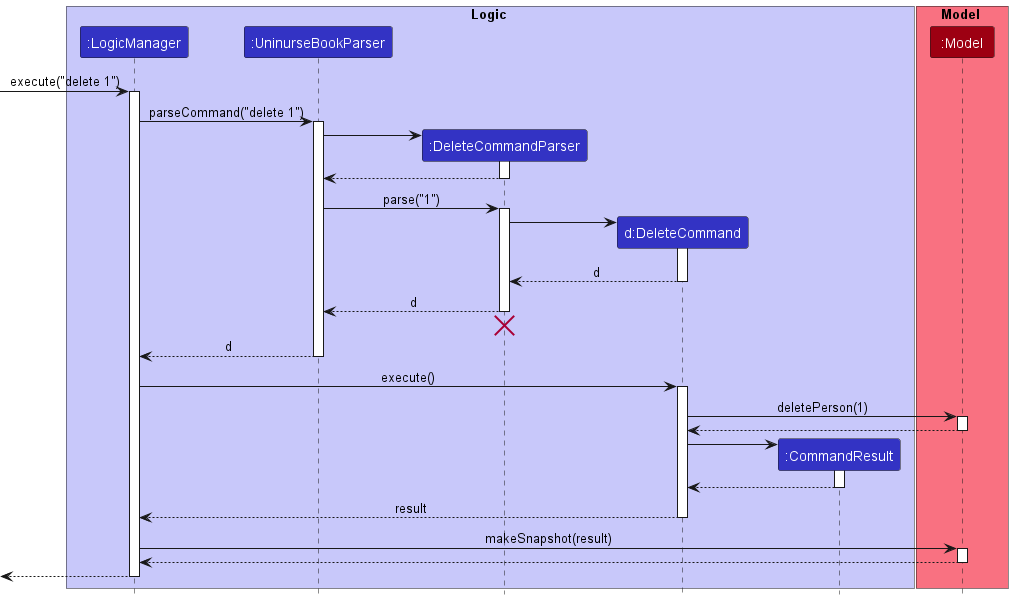 Logic
Model
:LogicManager
:UninurseBookParser
:Model
execute("delete 1")
parseCommand("delete 1")
:DeleteCommandParser
parse("1")
d:DeleteCommand
d
d
d
execute()
deletePerson(1)
:CommandResult
result
makeSnapshot(result)